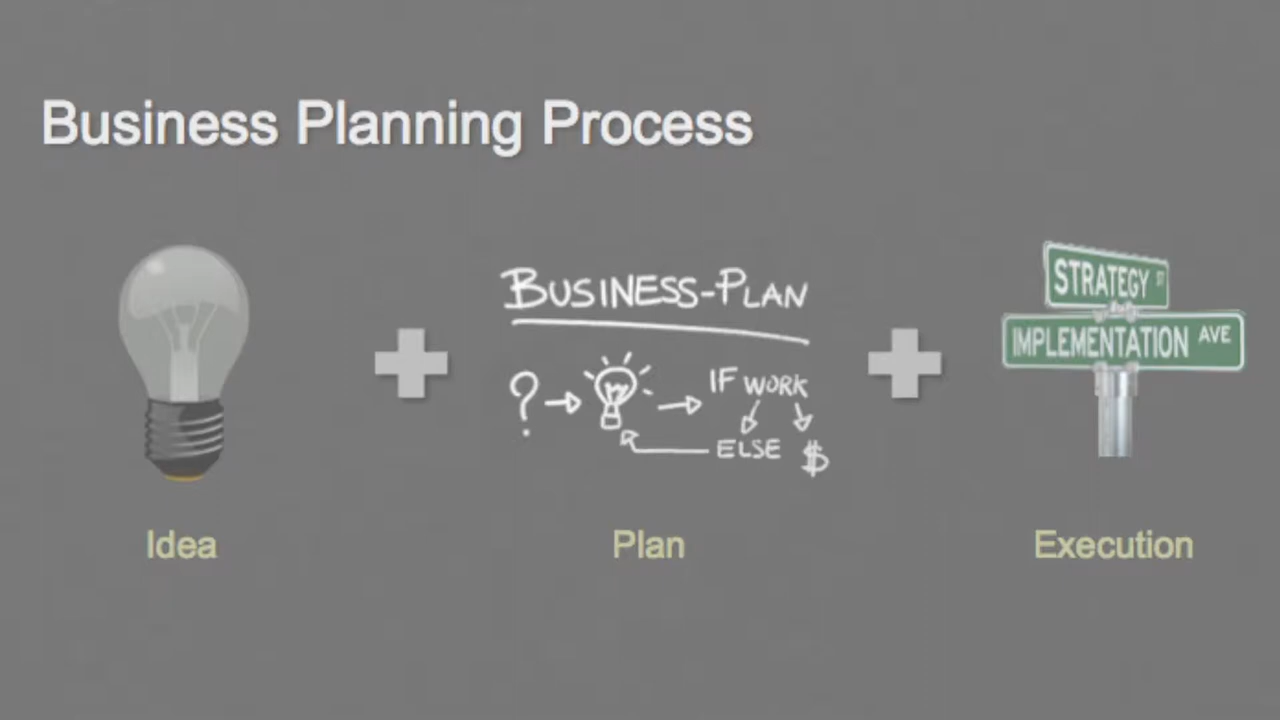 Business Planning Process
BUSINESS-PLAN
? IF WORK
ELSE $
STRATEGY ST
IMPLEMENTATION AVE
Idea
Plan
Execution